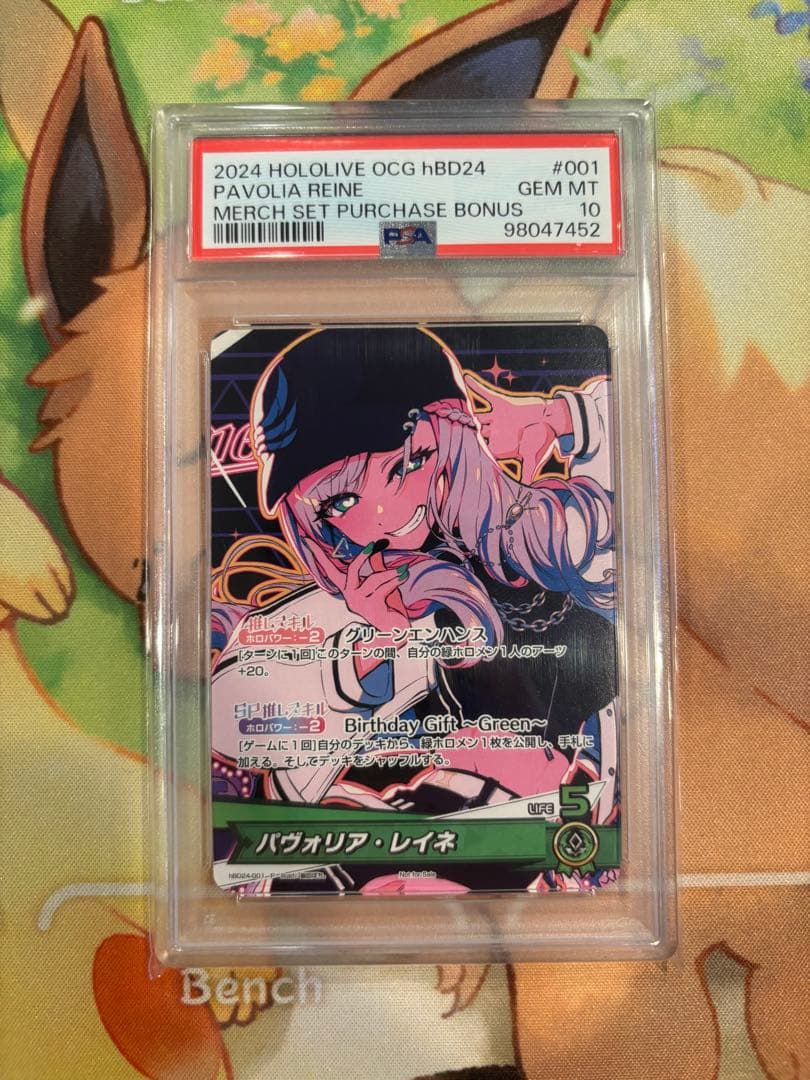 2024 HOLOLIVE OCG hBD24 #001
PAVOLIA REINE GEM MT
MERCH SET PURCHASE BONUS 10
PSA 98047452
推しスキル
ホロパワー:-2 グリーンエンハンス
[ターンに1回]このターンの間、自分の緑ホロメン1人のアーツ
+20。
SP推しスキル
ホロパワー:-2 Birthday Gift ～Green～
[ゲームに1回]自分のデッキから、緑ホロメン1枚を公開し、手札に
加える。そしてデッキをシャッフルする。
LIFE 5
パヴォリア・レイネ
hBD24-001 P Not for Sale
Bench